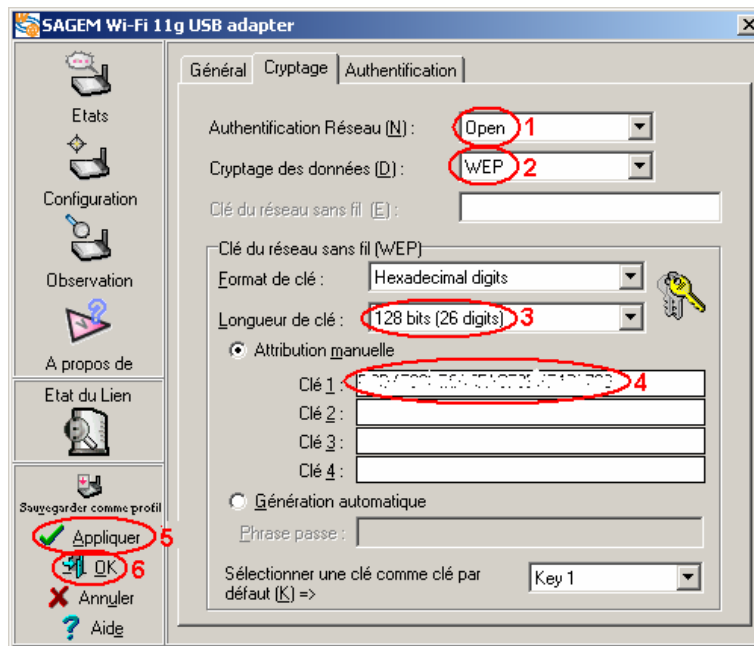 SAGEM Wi-Fi 11g USB adapter
Etats
Configuration
Observation
A propos de
Etat du Lien
Sauvegarder comme profil
Appliquer 5
OK 6
Annuler
Aide
Général Cryptage Authentification
Authentification Réseau (N) : Open 1
Cryptage des données (D) : WEP 2
Clé du réseau sans fil (E) :
Clé du réseau sans fil (WEP)
Format de clé : Hexadecimal digits
Longueur de clé : 128 bits (26 digits) 3
Attribution manuelle
Clé 1 : 4
Clé 2 :
Clé 3 :
Clé 4 :
Génération automatique
Phrase passe :
Sélectionner une clé comme clé par
défaut (K) => Key 1